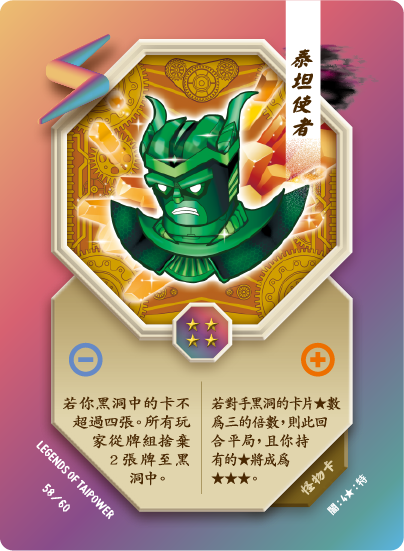 泰坦使者
若你黑洞中的卡不
超過四張。所有玩
家從牌組捨棄
2張牌至黑
洞中。
若對手黑洞的卡片★數
為三的倍數，則此回
合平局，且你持
有的★將成為
★★★。
LEGENDS OF TAIPOWER
58/60
怪物卡
闇：4★：特